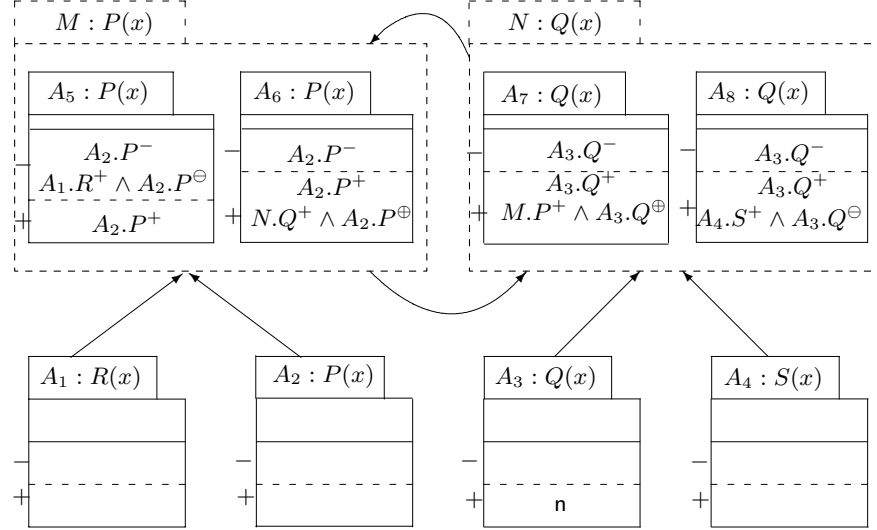 M : P(x) N : Q(x)
A₅ : P(x) A₆ : P(x) A₇ : Q(x) A₈ : Q(x)
− A₂.P⁻ − A₂.P⁻ − A₃.Q⁻ − A₃.Q⁻
A₁.R⁺ ∧ A₂.P^⊖ A₂.P⁺ A₃.Q⁺ A₃.Q⁺
+ A₂.P⁺ + N.Q⁺ ∧ A₂.P^⊕ + M.P⁺ ∧ A₃.Q^⊕ + A₄.S⁺ ∧ A₃.Q^⊖
A₁ : R(x) A₂ : P(x) A₃ : Q(x) A₄ : S(x)
− − − −
+ + + n +